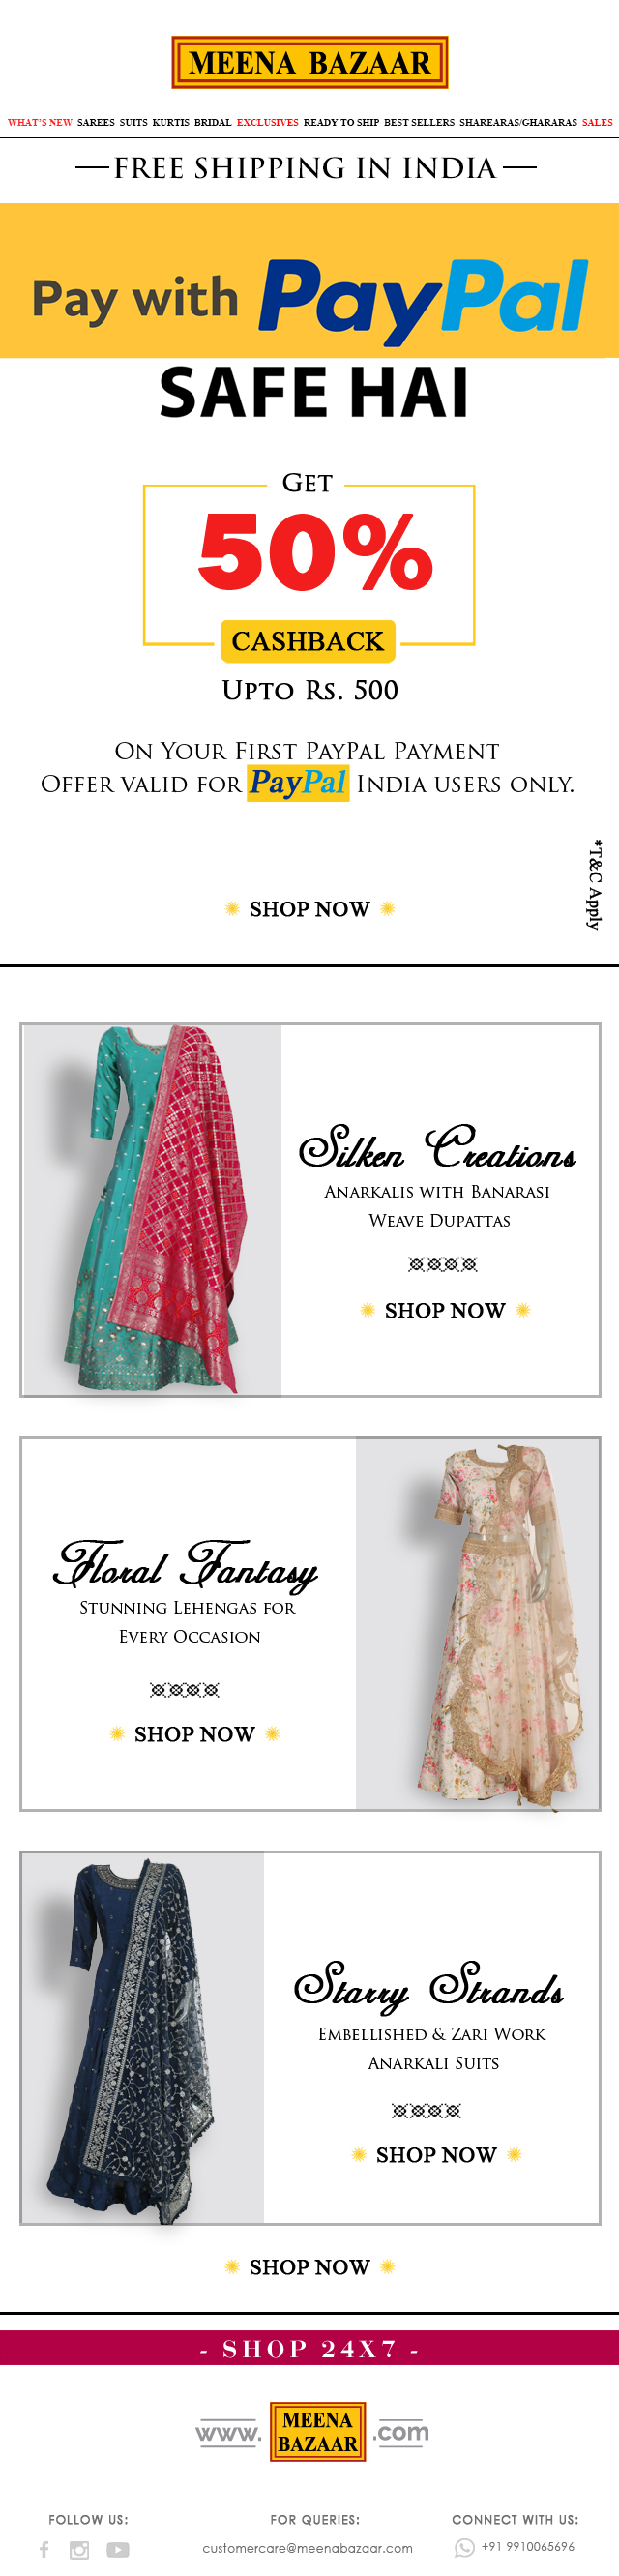 MEENA BAZAAR
WHAT'S NEW SAREES SUITS KURTIS BRIDAL EXCLUSIVES READY TO SHIP BEST SELLERS SHAREARAS/GHARARAS SALES
FREE SHIPPING IN INDIA
Pay with PayPal
SAFE HAI
GET
50%
CASHBACK
UPTO RS. 500
ON YOUR FIRST PAYPAL PAYMENT
OFFER VALID FOR PayPal INDIA USERS ONLY.
*T&C Apply
SHOP NOW
Silken Creations
ANARKALIS WITH BANARASI
WEAVE DUPATTAS
SHOP NOW
Floral Fantasy
STUNNING LEHENGAS FOR
EVERY OCCASION
SHOP NOW
Starry Strands
EMBELLISHED & ZARI WORK
ANARKALI SUITS
SHOP NOW
SHOP NOW
- SHOP 24X7 -
www. MEENA BAZAAR .com
FOLLOW US: FOR QUERIES: CONNECT WITH US:
customercare@meenabazaar.com +91 9910065696